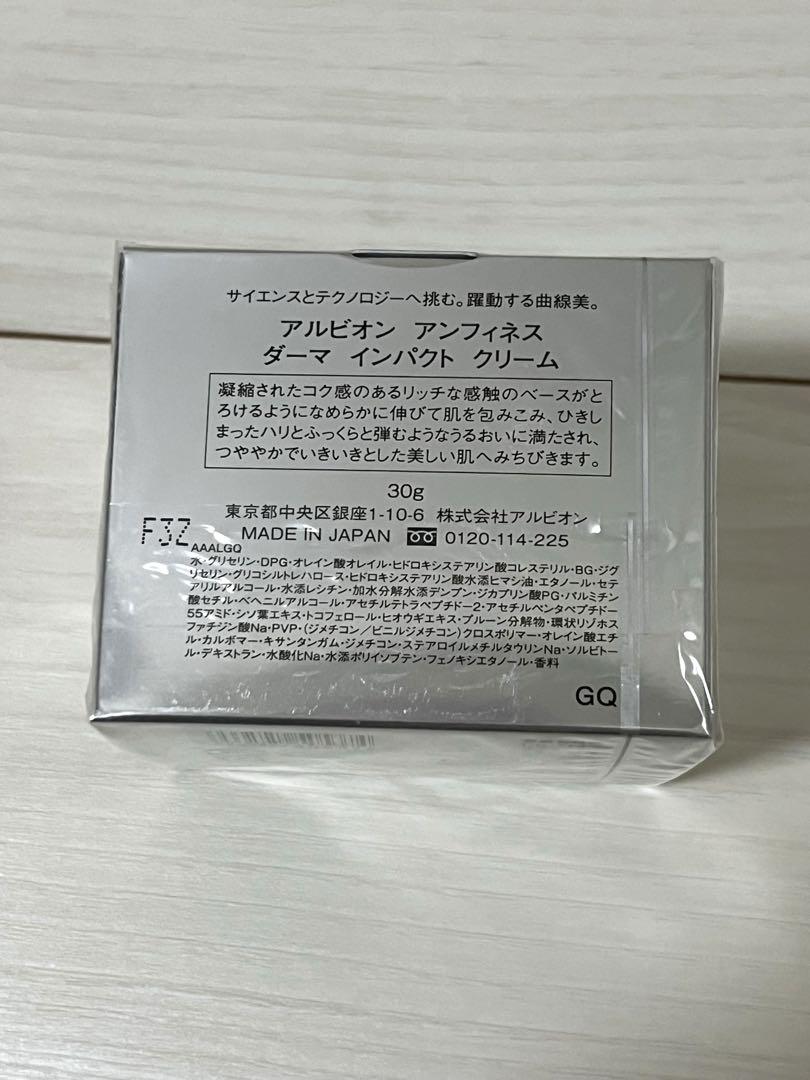 サイエンスとテクノロジーへ挑む。躍動する曲線美。
アルビオン アンフィネス
ダーマ インパクト クリーム
凝縮されたコク感のあるリッチな感触のベースがと
ろけるようになめらかに伸びて肌を包みこみ、ひきし
まったハリとふっくらと弾むようなうるおいに満たされ、
つややかでいきいきとした美しい肌へみちびきます。
30g
東京都中央区銀座1-10-6 株式会社アルビオン
F3Z
MADE IN JAPAN 0120-114-225
AAALGQ
水・グリセリン・DPG・オレイン酸オレイル・ヒドロキシステアリン酸コレステリル・BG・ジグ
リセリン・グリコシルトレハロース・ヒドロキシステアリン酸水添ヒマシ油・エタノール・セテ
アリルアルコール・水添レシチン・加水分解水添デンプン・ジカプリン酸PG・パルミチン
酸セチル・ベヘニルアルコール・アセチルテトラペプチド-2・アセチルペンタペプチド-
55アミド・シソ葉エキス・トコフェロール・ヒオウギエキス・プルーン分解物・環状リゾホス
ファチジン酸Na・PVP・(ジメチコン/ビニルジメチコン)クロスポリマー・オレイン酸エチ
ル・カルボマー・キサンタンガム・ジメチコン・ステアロイルメチルタウリンNa・ソルビトー
ル・デキストラン・水酸化Na・水添ポリイソブテン・フェノキシエタノール・香料
GQ